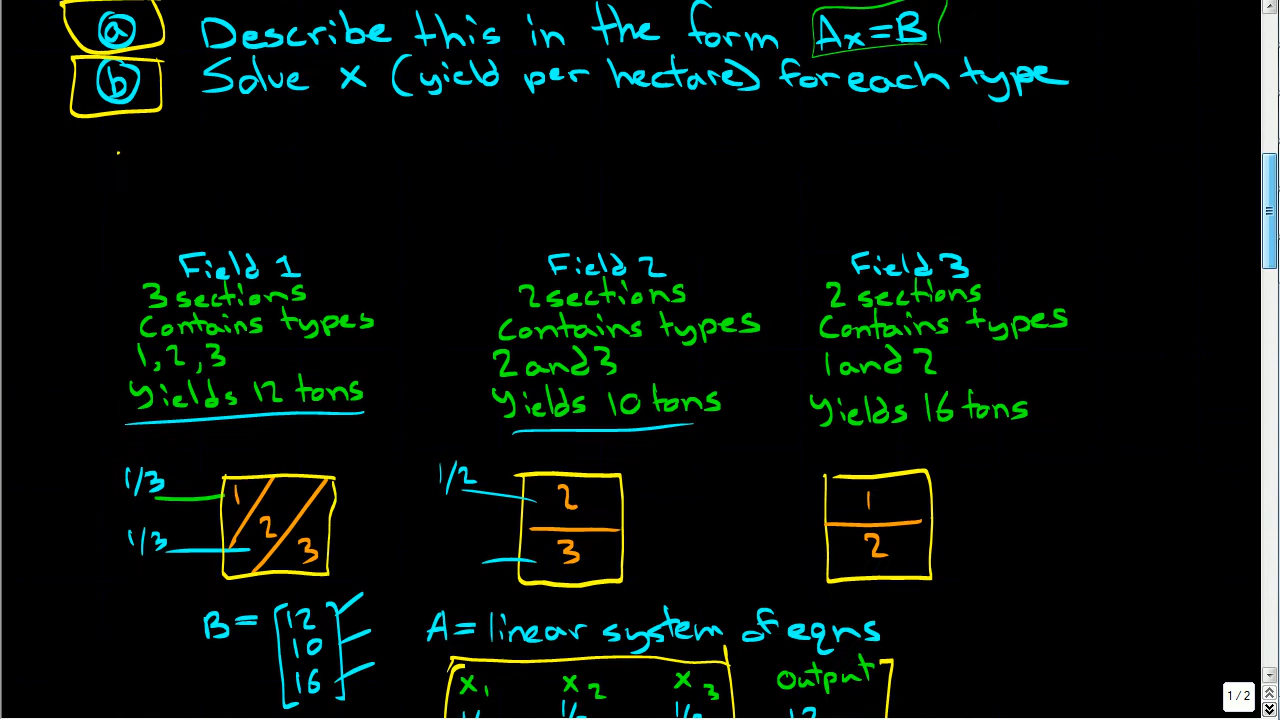 a Describe this in the form Ax=B
b Solve x (yield per hectare) for each type
Field 1
3 sections
Contains types
1, 2, 3
Yields 12 tons
Field 2
2 sections
Contains types
2 and 3
Yields 10 tons
Field 3
2 sections
Contains types
1 and 2
Yields 16 tons
1/3
1/3
1
2
3
1/2
2
3
1
2
B = 12
10
16
A = linear system of eqns
x1 x2 x3 output
12
1/2